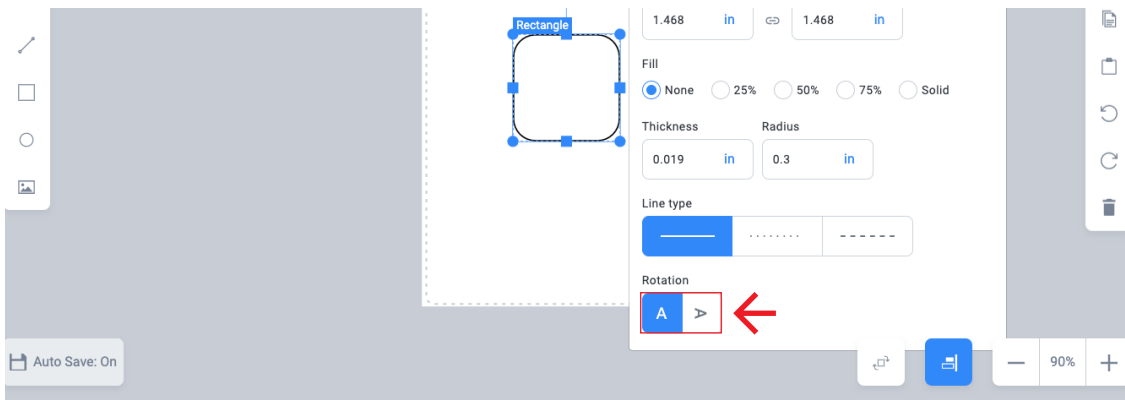 Rectangle
1.468 in 1.468 in
Fill
None 25% 50% 75% Solid
Thickness Radius
0.019 in 0.3 in
Line type
Rotation
A A
Auto Save: On
90%